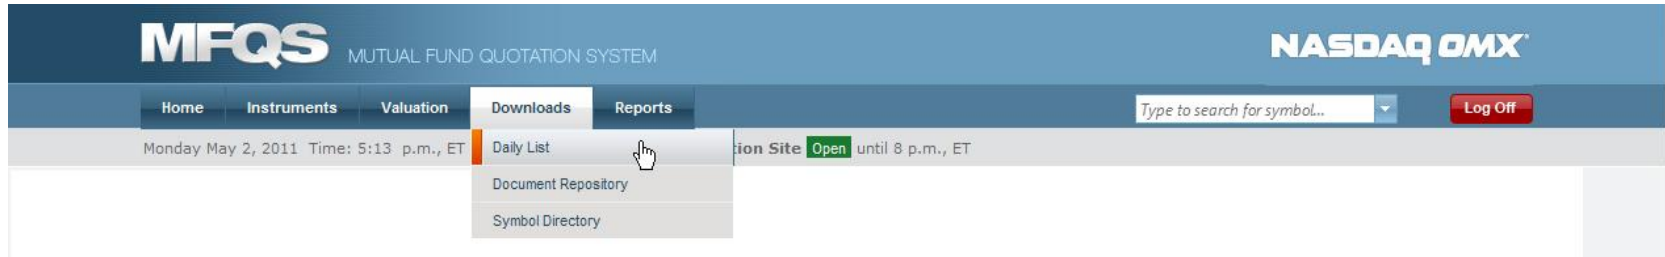 MFQS MUTUAL FUND QUOTATION SYSTEM NASDAQ OMX
Home Instruments Valuation Downloads Reports Type to search for symbol... Log Off
Monday May 2, 2011 Time: 5:13 p.m., ET Daily List tion Site Open until 8 p.m., ET
Document Repository
Symbol Directory